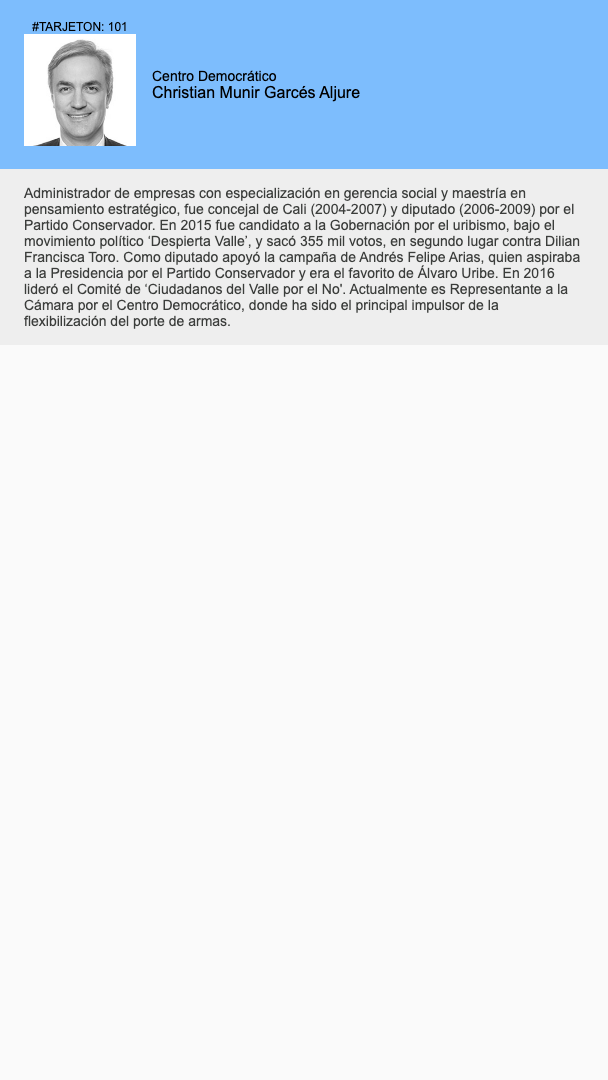 #TARJETON: 101
Centro Democrático
Christian Munir Garcés Aljure
Administrador de empresas con especialización en gerencia social y maestría en
pensamiento estratégico, fue concejal de Cali (2004-2007) y diputado (2006-2009) por el
Partido Conservador. En 2015 fue candidato a la Gobernación por el uribismo, bajo el
movimiento político ‘Despierta Valle’, y sacó 355 mil votos, en segundo lugar contra Dilian
Francisca Toro. Como diputado apoyó la campaña de Andrés Felipe Arias, quien aspiraba
a la Presidencia por el Partido Conservador y era el favorito de Álvaro Uribe. En 2016
lideró el Comité de ‘Ciudadanos del Valle por el No'. Actualmente es Representante a la
Cámara por el Centro Democrático, donde ha sido el principal impulsor de la
flexibilización del porte de armas.